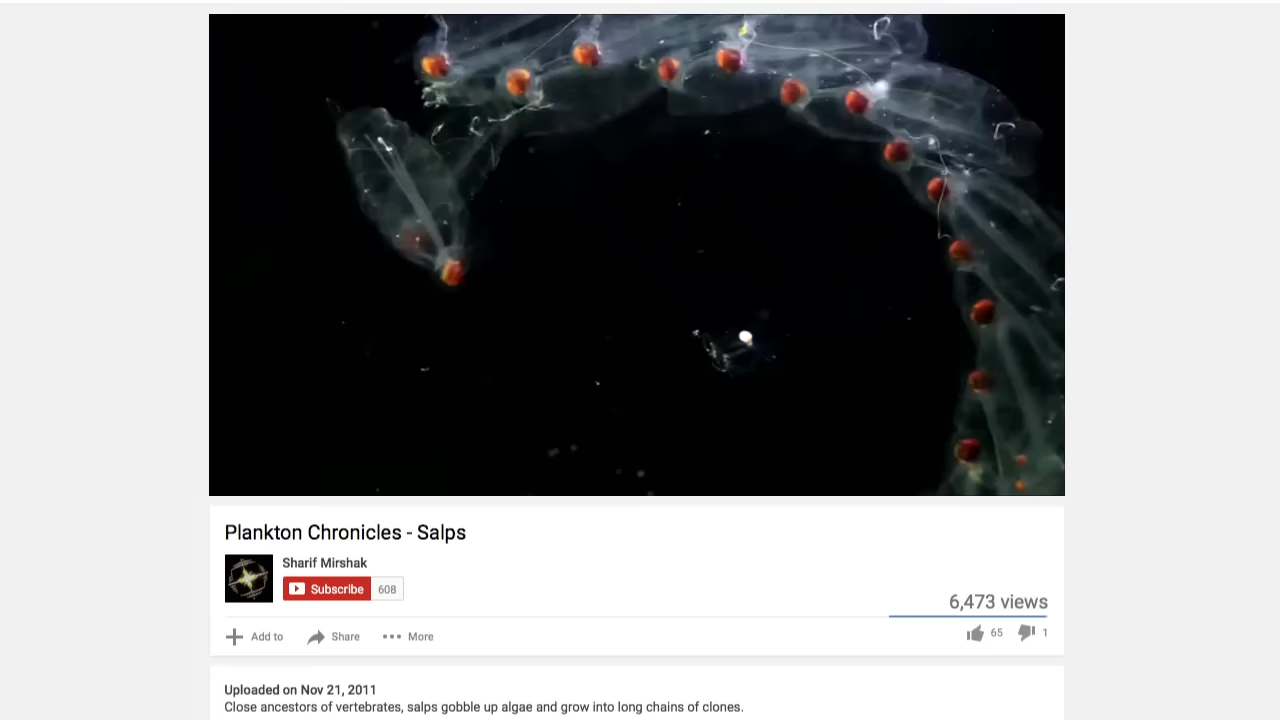 Plankton Chronicles - Salps
Sharif Mirshak
Subscribe 608
6,473 views
Add to Share More 65 1
Uploaded on Nov 21, 2011
Close ancestors of vertebrates, salps gobble up algae and grow into long chains of clones.